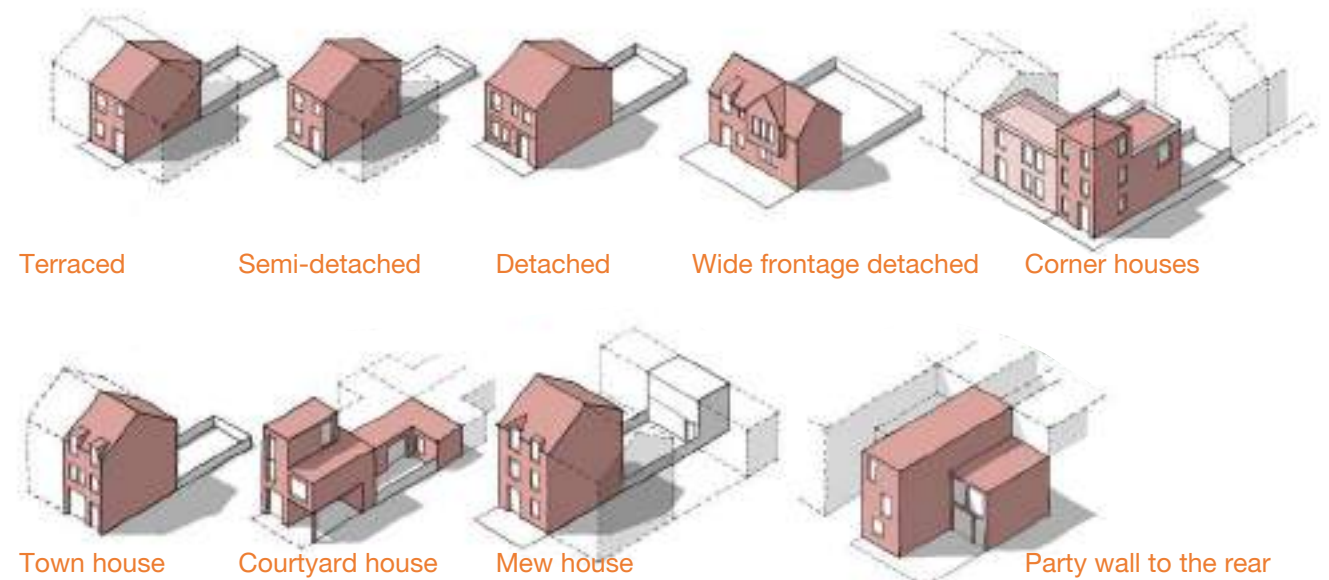 Terraced
Semi-detached
Detached
Wide frontage detached
Corner houses
Town house
Courtyard house
Mew house
Party wall to the rear